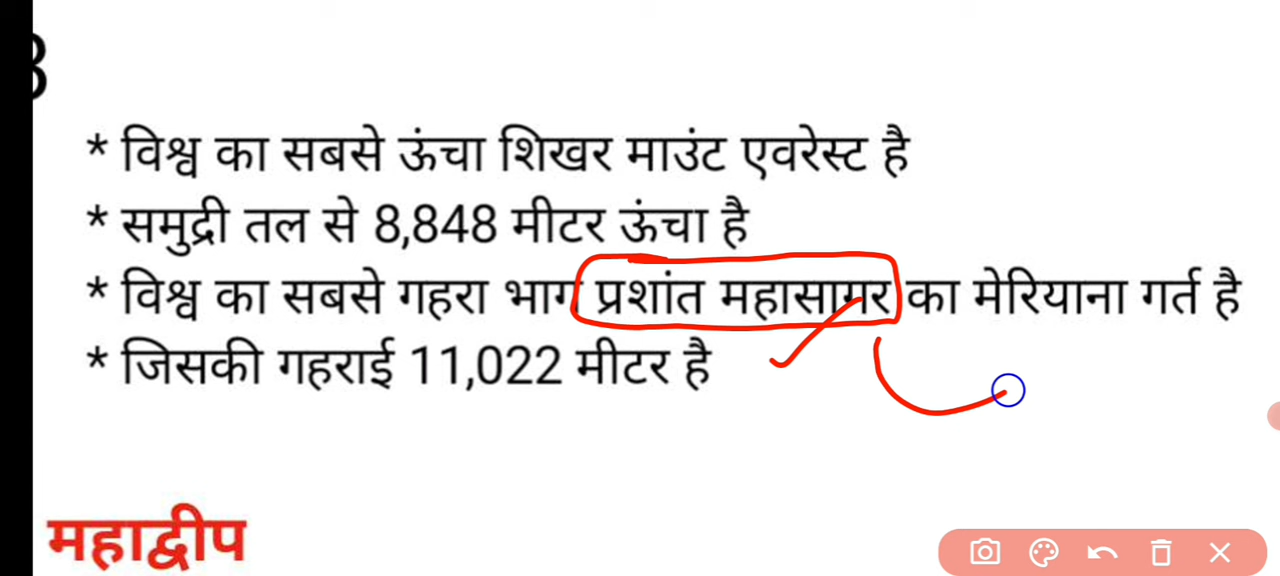 * विश्व का सबसे ऊंचा शिखर माउंट एवरेस्ट है
* समुद्री तल से 8,848 मीटर ऊंचा है
* विश्व का सबसे गहरा भाग प्रशांत महासागर का मेरियाना गर्त है
* जिसकी गहराई 11,022 मीटर है
महाद्वीप